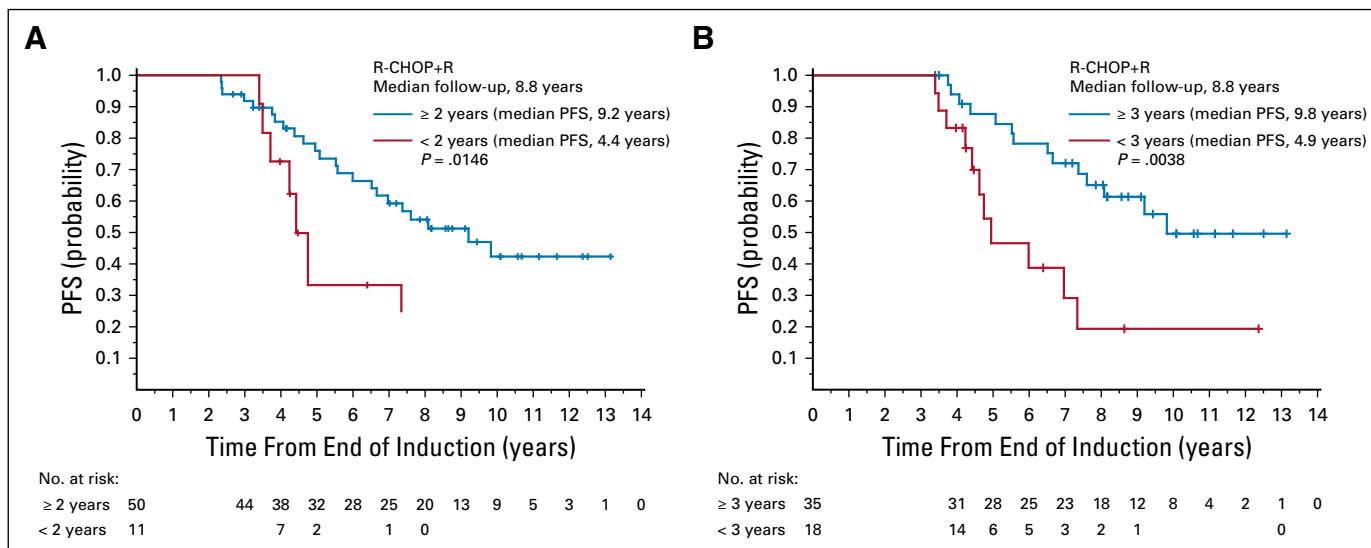 A
R-CHOP+R
Median follow-up, 8.8 years
≥ 2 years (median PFS, 9.2 years)
< 2 years (median PFS, 4.4 years)
P = .0146
PFS (probability)
1.0
0.9
0.8
0.7
0.6
0.5
0.4
0.3
0.2
0.1
0 1 2 3 4 5 6 7 8 9 10 11 12 13 14
Time From End of Induction (years)
No. at risk:
≥ 2 years 50 44 38 32 28 25 20 13 9 5 3 1 0
< 2 years 11 7 2 1 0
B
R-CHOP+R
Median follow-up, 8.8 years
≥ 3 years (median PFS, 9.8 years)
< 3 years (median PFS, 4.9 years)
P = .0038
PFS (probability)
1.0
0.9
0.8
0.7
0.6
0.5
0.4
0.3
0.2
0.1
0 1 2 3 4 5 6 7 8 9 10 11 12 13 14
Time From End of Induction (years)
No. at risk:
≥ 3 years 35 31 28 25 23 18 12 8 4 2 1 0
< 3 years 18 14 6 5 3 2 1 0